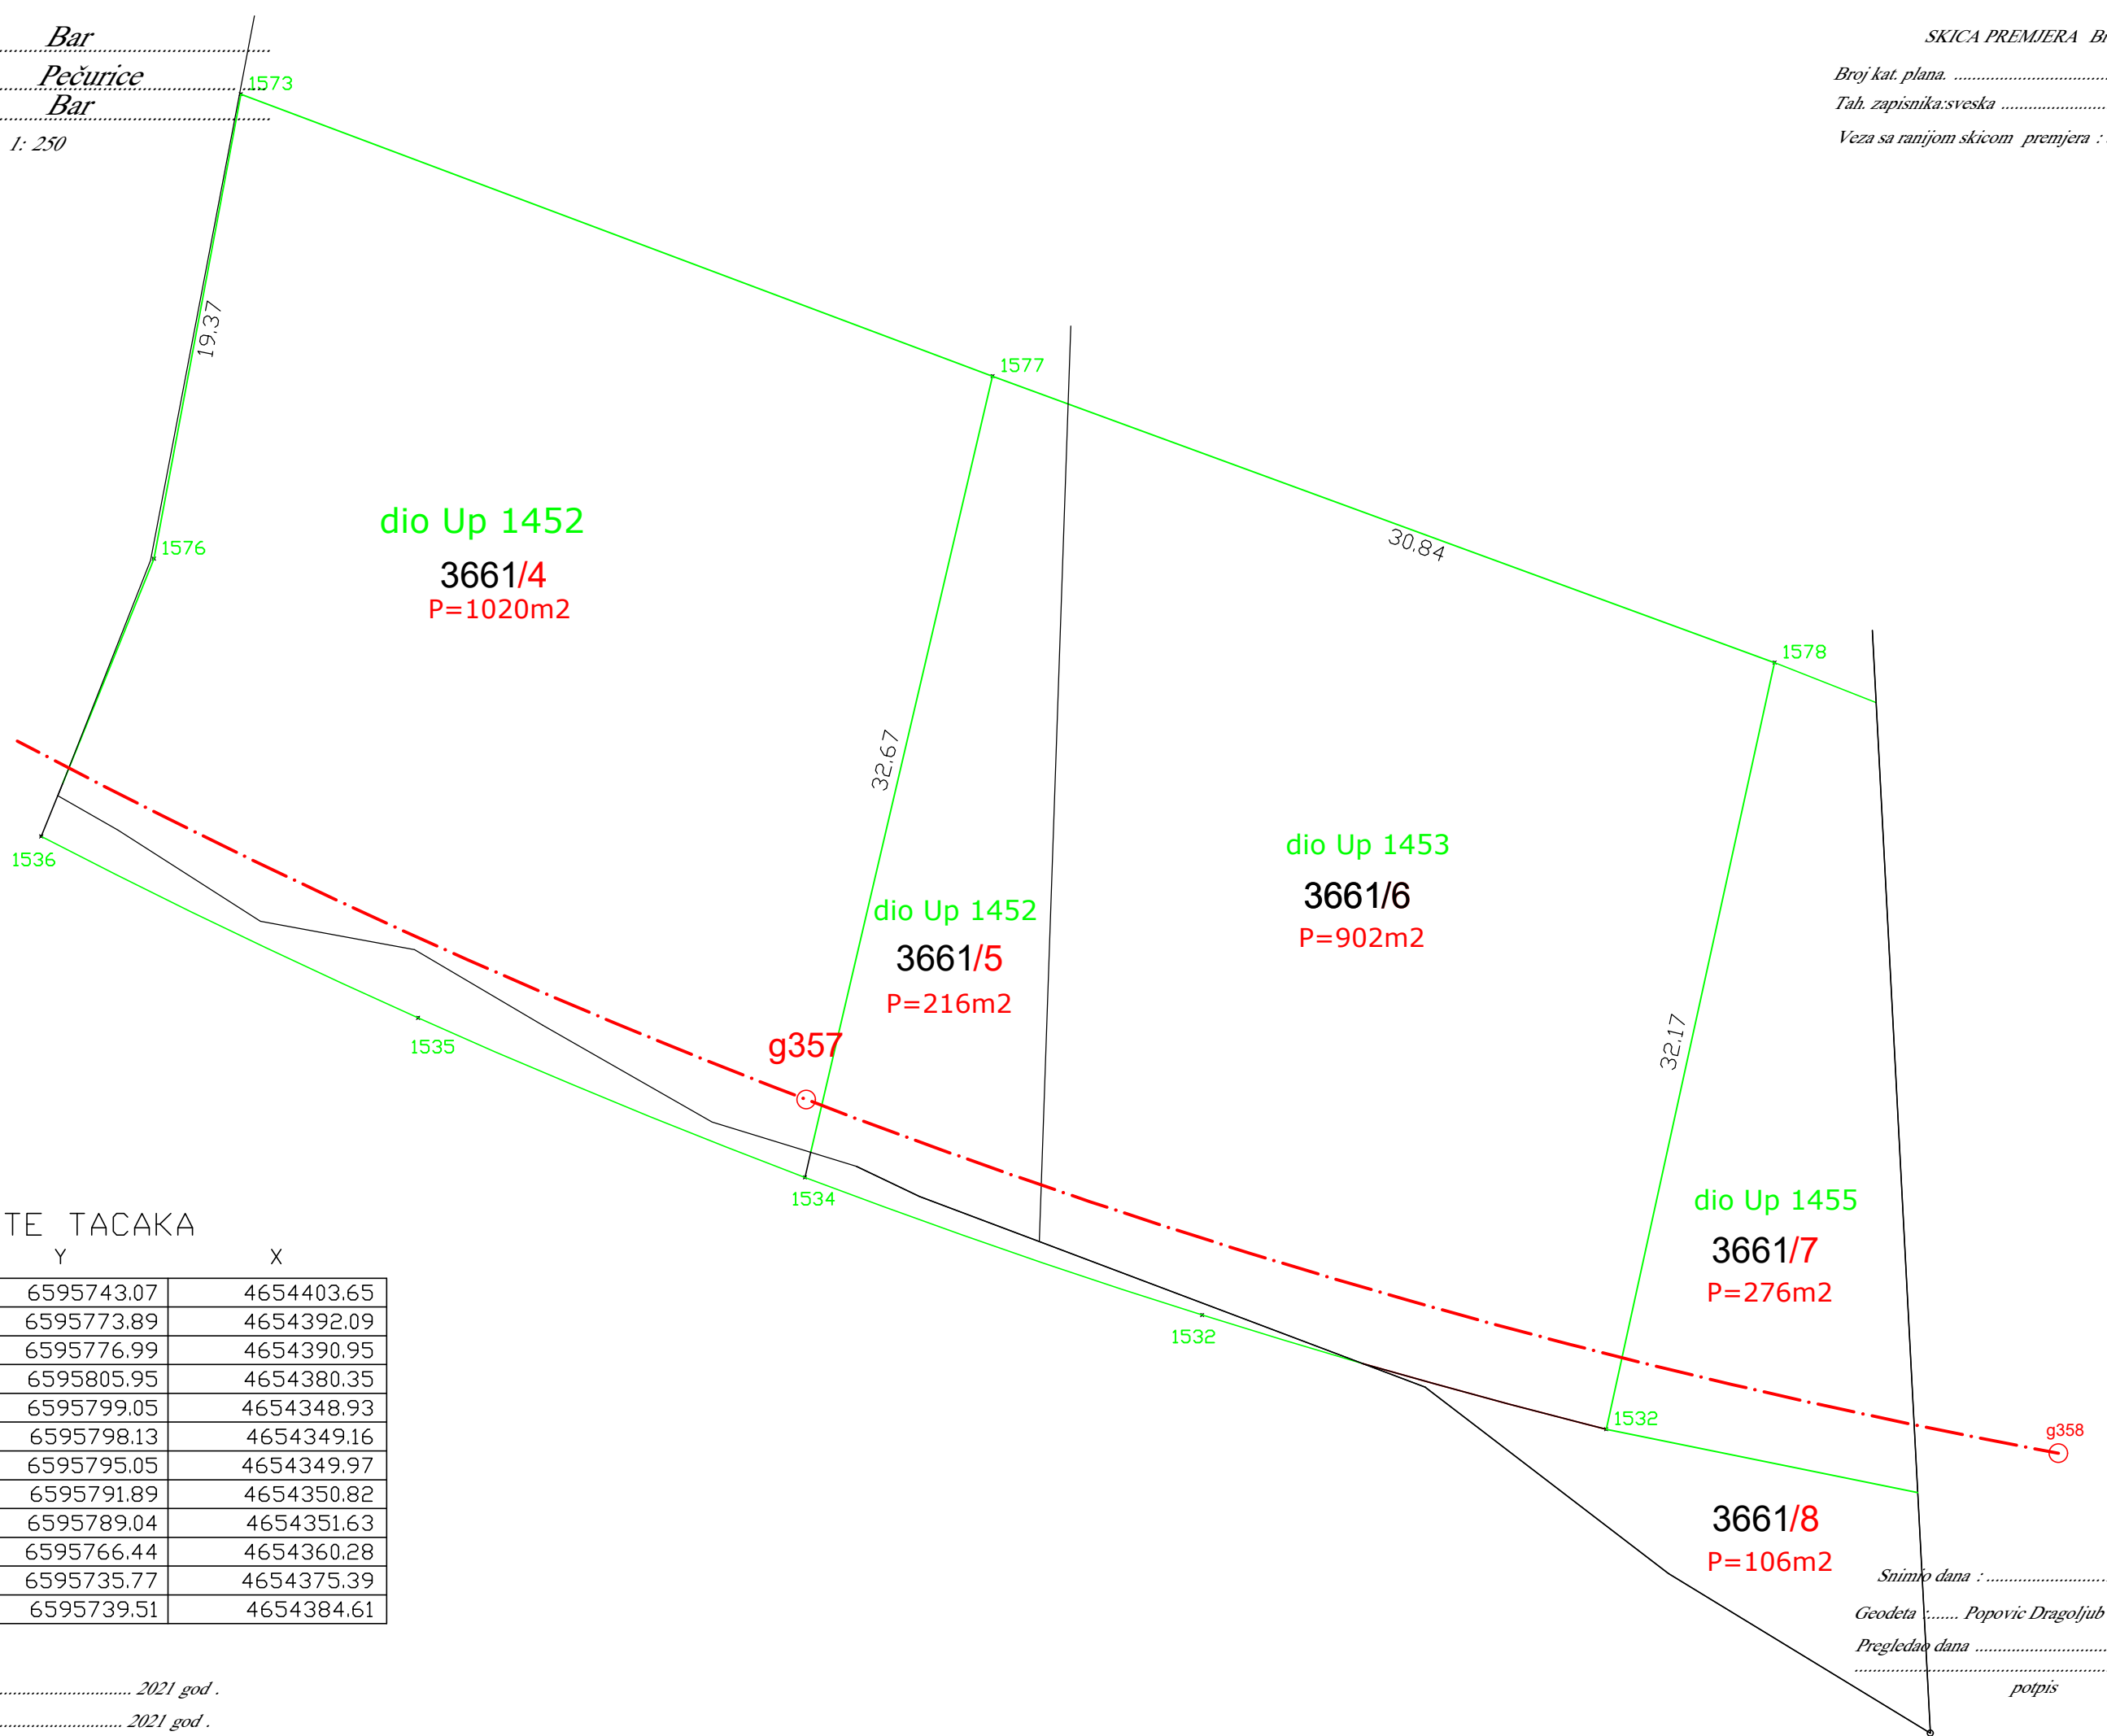 Bar
Pečurice
Bar
1: 250
SKICA PREMJERA
Broj kat. plana.
Tah. zapisnika:sveska
Veza sa ranijom skicom premjera :
1573
19.37
1577
1576
dio Up 1452
3661/4
P=1020m2
30.84
1578
32.67
1536
dio Up 1453
3661/6
P=902m2
dio Up 1452
3661/5
P=216m2
1535
g357
32.17
1534
dio Up 1455
3661/7
P=276m2
1532
1532
g358
3661/8
P=106m2
TE TACAKA
Y X
6595743.07 4654403.65
6595773.89 4654392.09
6595776.99 4654390.95
6595805.95 4654380.35
6595799.05 4654348.93
6595798.13 4654349.16
6595795.05 4654349.97
6595791.89 4654350.82
6595789.04 4654351.63
6595766.44 4654360.28
6595735.77 4654375.39
6595739.51 4654384.61
Snimio dana :
Geodeta :....... Popovic Dragoljub
Pregledao dana
potpis
2021 god .
2021 god .